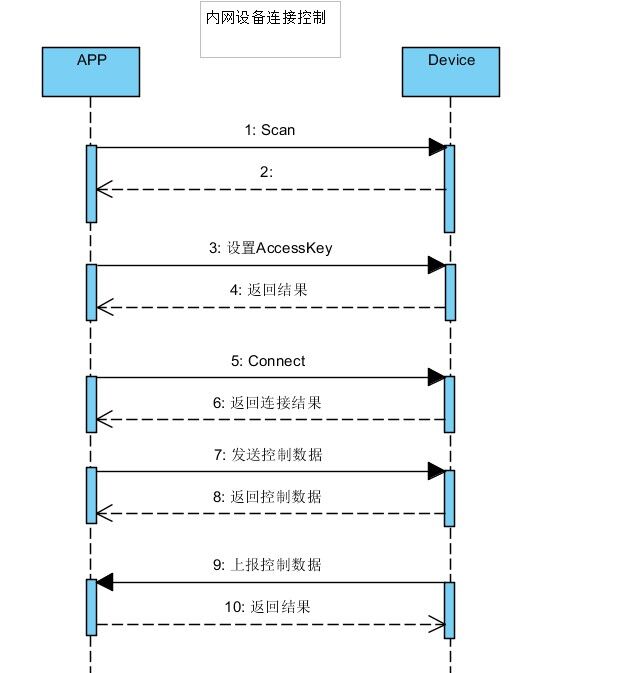 内网设备连接控制
APP
Device
1: Scan
2:
3: 设置AccessKey
4: 返回结果
5: Connect
6: 返回连接结果
7: 发送控制数据
8: 返回控制数据
9: 上报控制数据
10: 返回结果